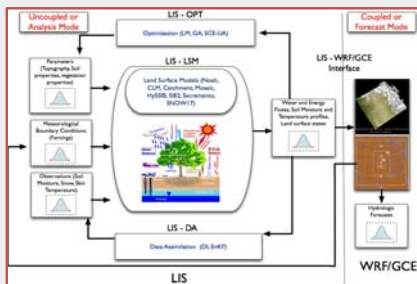 Uncoupled or
Analysis Mode
LIS - OPT
Coupled or
Forecast Mode
Optimization (LM, GA, SCE-UA)
Parameters
(Topography, Soil
properties, vegetation
properties)
LIS - LSM
Land Surface Models (Noah,
CLM, Catchment, Mosaic,
HySSIB, SiB2, Sacramento,
SNOW17)
LIS - WRF/GCE
Interface
Meteorological
Boundary Conditions
(Forcings)
Water and Energy
Fluxes, Soil Moisture and
Temperature profiles,
Land surface states
Observations (Soil
Moisture, Snow, Skin
Temperature)
Hydrologic
Forecasts
LIS - DA
Data Assimilation (DI, EnKF)
WRF/GCE
LIS